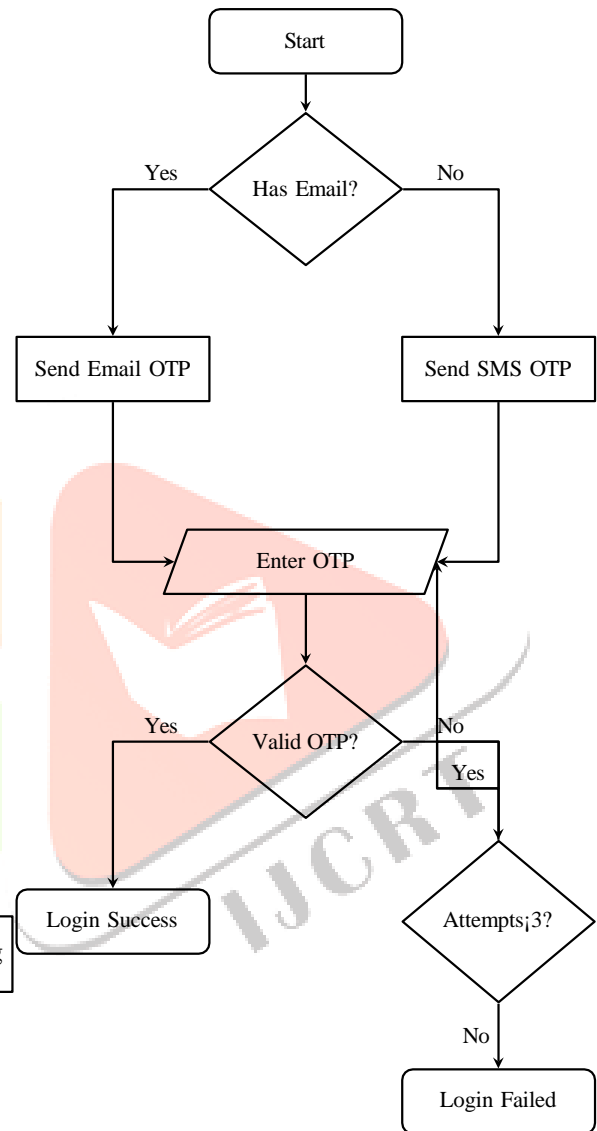 Start
Has Email?
Yes
No
Send Email OTP
Send SMS OTP
Enter OTP
Valid OTP?
Yes
No
Yes
Login Success
Attempts¡3?
No
Login Failed
IJCRT